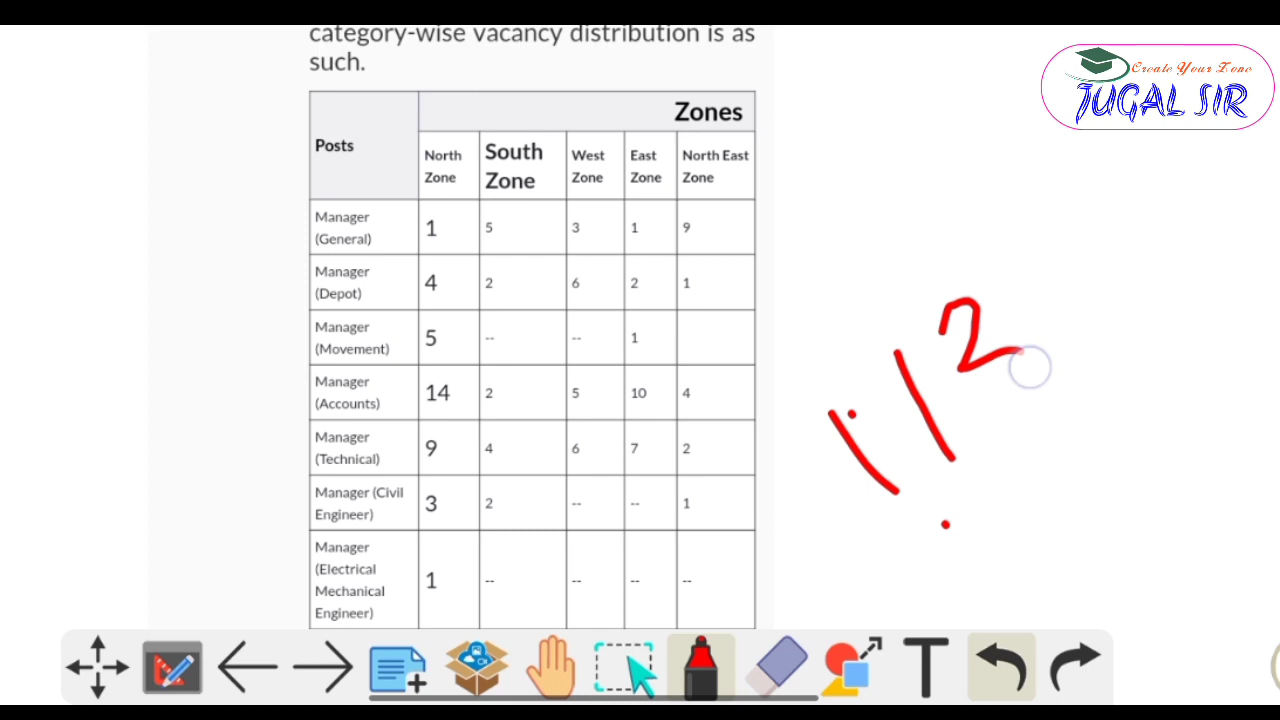 category-wise vacancy distribution is as
such.
Create Your Zone
JUGAL SIR
Posts
Zones
North Zone South Zone West Zone East Zone North East Zone
Manager (General) 1 5 3 1 9
Manager (Depot) 4 2 6 2 1
Manager (Movement) 5 -- -- 1
Manager (Accounts) 14 2 5 10 4
Manager (Technical) 9 4 6 7 2
Manager (Civil Engineer) 3 2 -- -- 1
Manager (Electrical Mechanical Engineer) 1 -- -- -- --
112
T